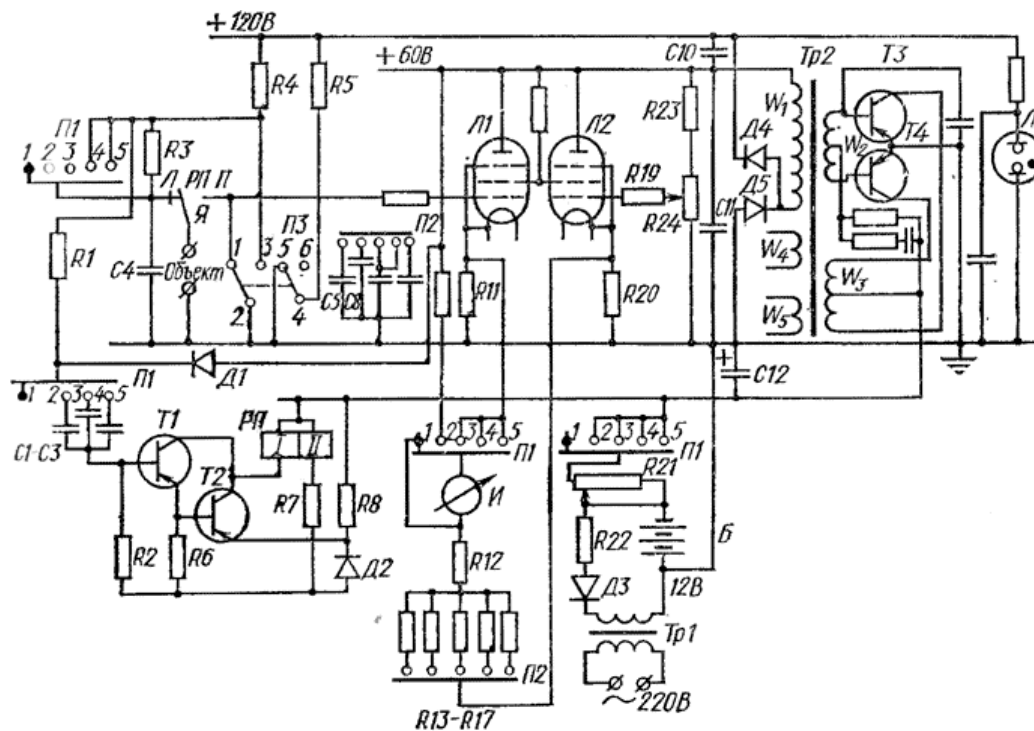 + 120В
+ 60В
C10
Тр2
Т3
R4
R5
R23
W1
П1
1 2 3 4 5
R3
Л1
Л2
Д4
Т4
W2
Л РП П
R19
Д5
Я
П3
П2
R24
C11
R1
1
3 5 6
W4
C4
Объект
C5
C8
R11
R20
W3
2
4
W5
Д1
+
C12
П1
1 2 3 4 5
Т1
РП
1 2 3 4 5
П1
1 2 3 4 5
П1
C1-C3
I II
R21
Т2
И
R7
R8
R22
Б
R2
R6
R12
Д2
Д3
12В
Тр1
П2
R13-R17
~220В